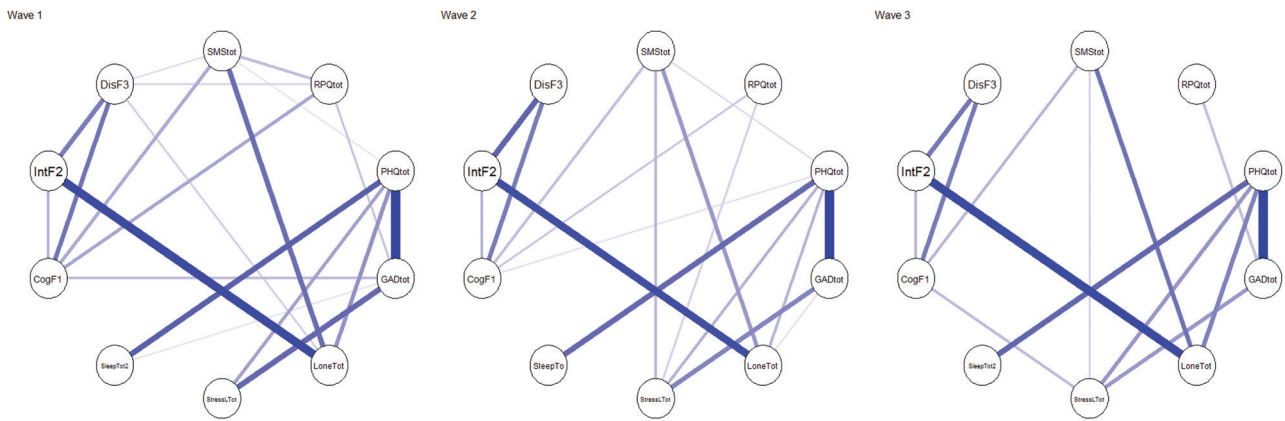 Wave 1
SMStot
RPQtot
DisF3
PHQtot
IntF2
GADtot
CogF1
LoneTot
SleepTot2
StressLTot
Wave 2
SMStot
RPQtot
DisF3
PHQtot
IntF2
GADtot
CogF1
LoneTot
SleepTo
StressLTot
Wave 3
SMStot
RPQtot
DisF3
PHQtot
IntF2
GADtot
CogF1
LoneTot
SleepTot2
StressLTot